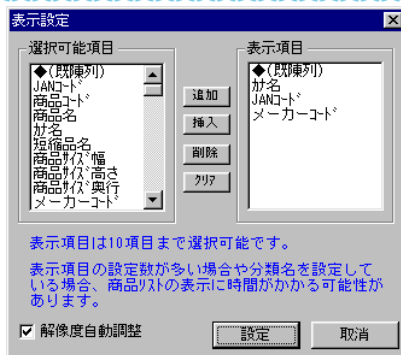 表示設定
選択可能項目
◆(既陳列)
JANｺｰﾄﾞ
商品ｺｰﾄﾞ
商品名
ｶﾅ名
短縮品名
商品ｻｲｽﾞ幅
商品ｻｲｽﾞ高さ
商品ｻｲｽﾞ奥行
メーカーｺｰﾄﾞ
追加
挿入
削除
ｸﾘｱ
表示項目
◆(既陳列)
ｶﾅ名
JANｺｰﾄﾞ
メーカーｺｰﾄﾞ
表示項目は10項目まで選択可能です。
表示項目の設定数が多い場合や分類名を設定して
いる場合、商品ﾘｽﾄの表示に時間がかかる可能性が
あります。
解像度自動調整
設定
取消